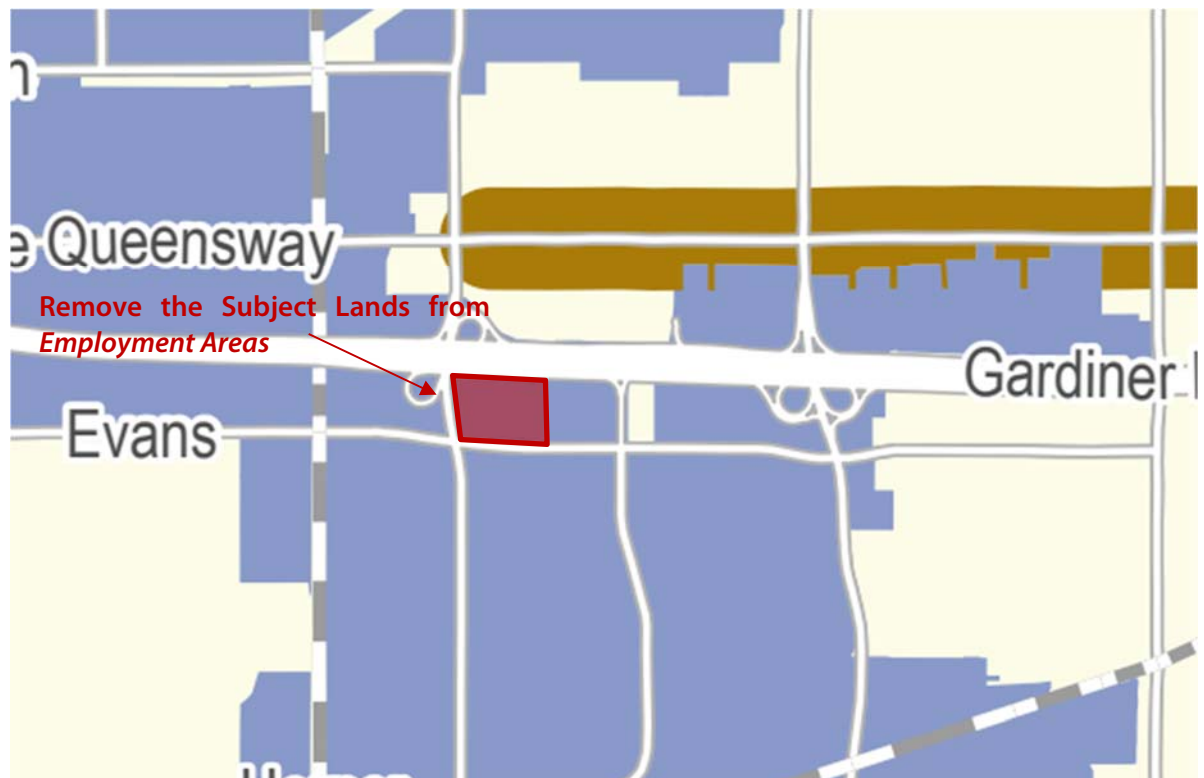 n
e Queensway
Remove the Subject Lands from
Employment Areas
Gardiner
Evans